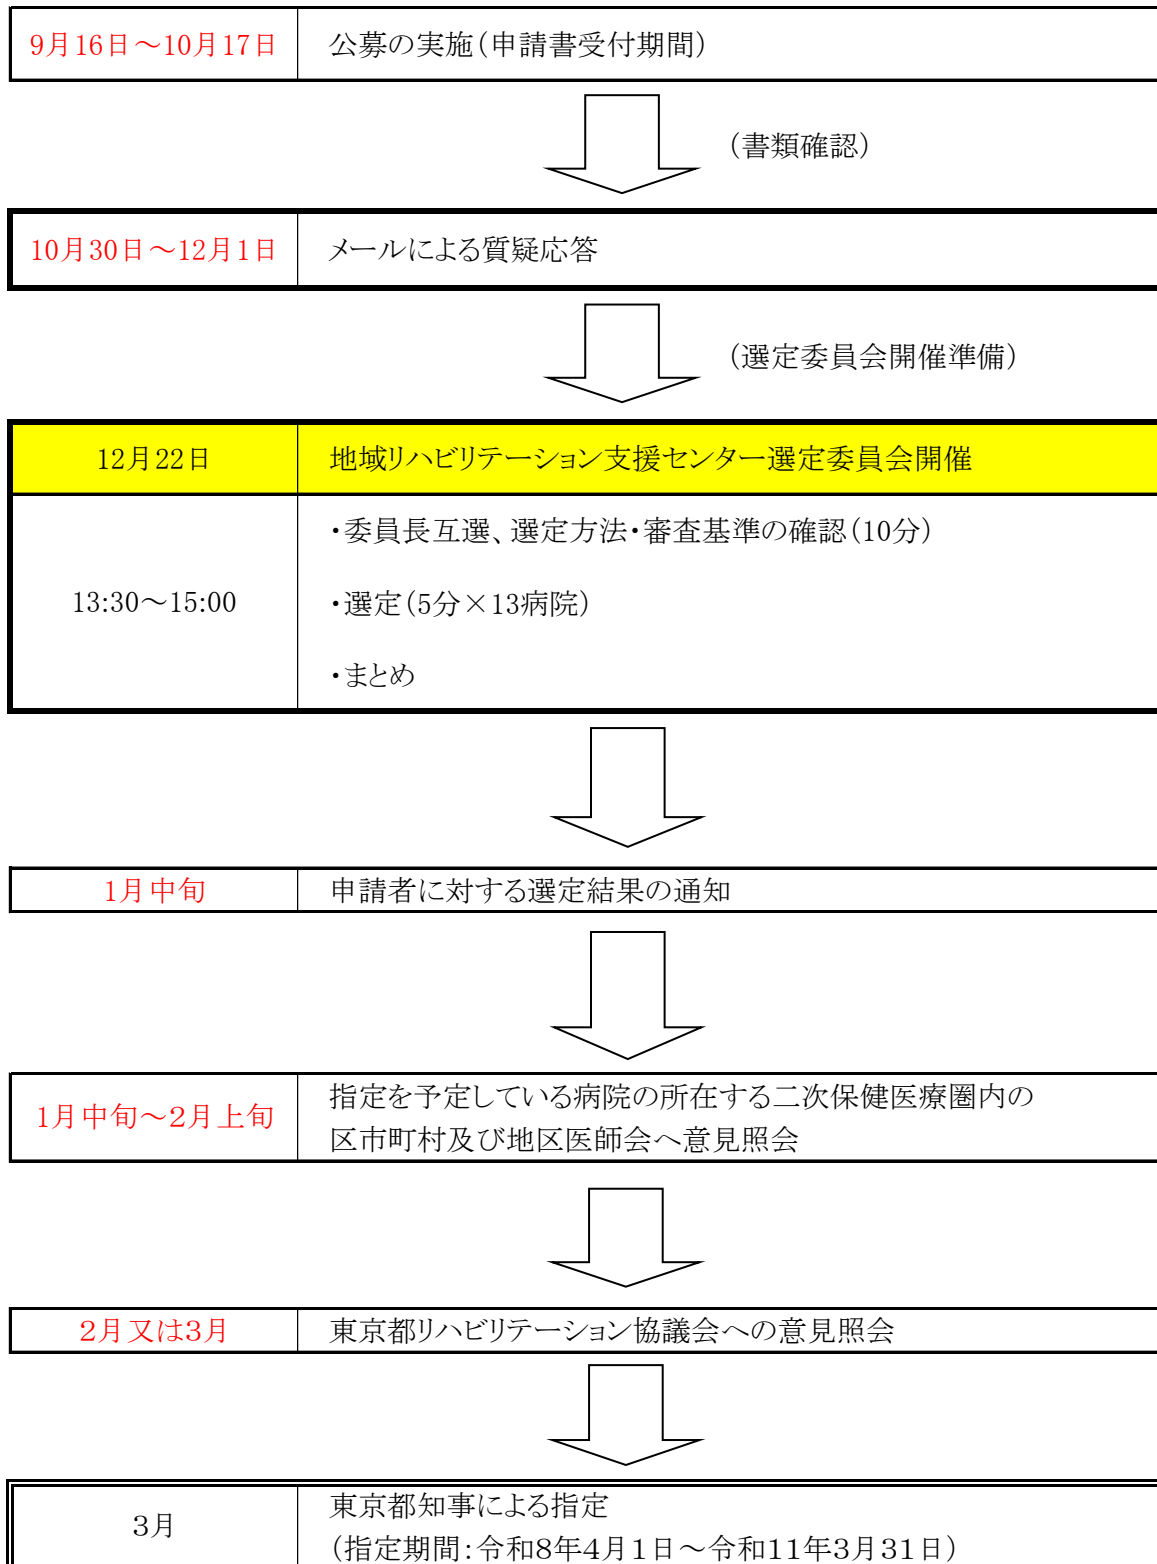 9月16日～10月17日 公募の実施（申請書受付期間）
（書類確認）
10月30日～12月1日 メールによる質疑応答
（選定委員会開催準備）
12月22日 地域リハビリテーション支援センター選定委員会開催
・委員長互選、選定方法・審査基準の確認（10分）
13:30～15:00 ・選定（5分×13病院）
・まとめ
1月中旬 申請者に対する選定結果の通知
1月中旬～２月上旬 指定を予定している病院の所在する二次保健医療圏内の
区市町村及び地区医師会へ意見照会
２月又は３月 東京都リハビリテーション協議会への意見照会
３月 東京都知事による指定
（指定期間：令和８年４月１日～令和１１年３月３１日）